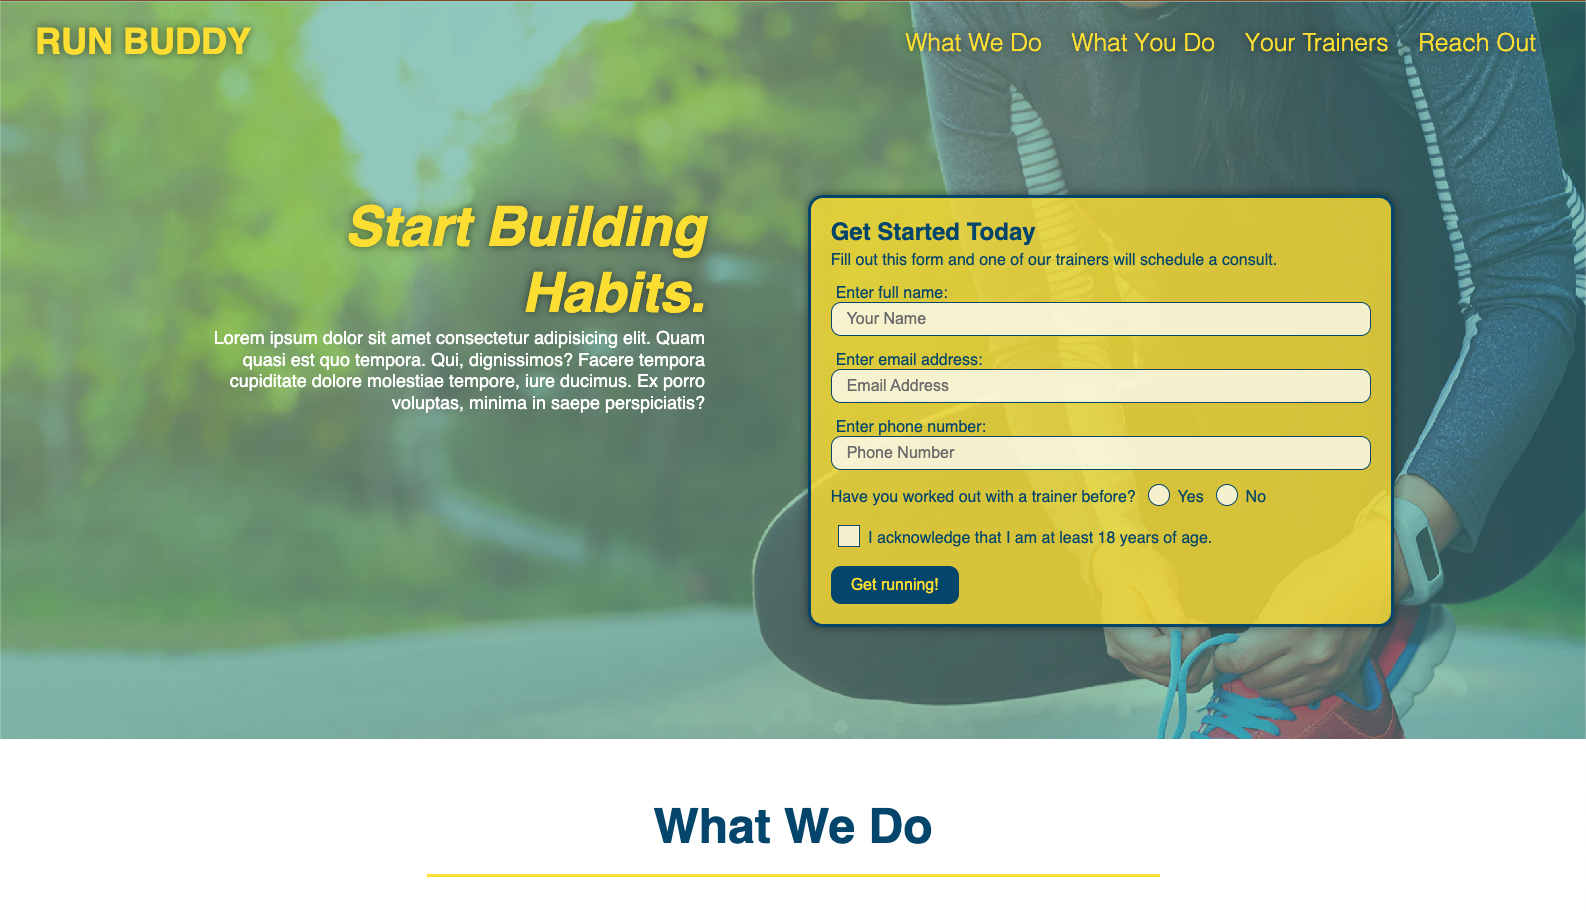 RUN BUDDY
What We Do
What You Do
Your Trainers
Reach Out
Start Building
Habits.
Lorem ipsum dolor sit amet consectetur adipisicing elit. Quam
quasi est quo tempora. Qui, dignissimos? Facere tempora
cupiditate dolore molestiae tempore, iure ducimus. Ex porro
voluptas, minima in saepe perspiciatis?
Get Started Today
Fill out this form and one of our trainers will schedule a consult.
Enter full name:
Your Name
Enter email address:
Email Address
Enter phone number:
Phone Number
Have you worked out with a trainer before? Yes No
I acknowledge that I am at least 18 years of age.
Get running!
What We Do